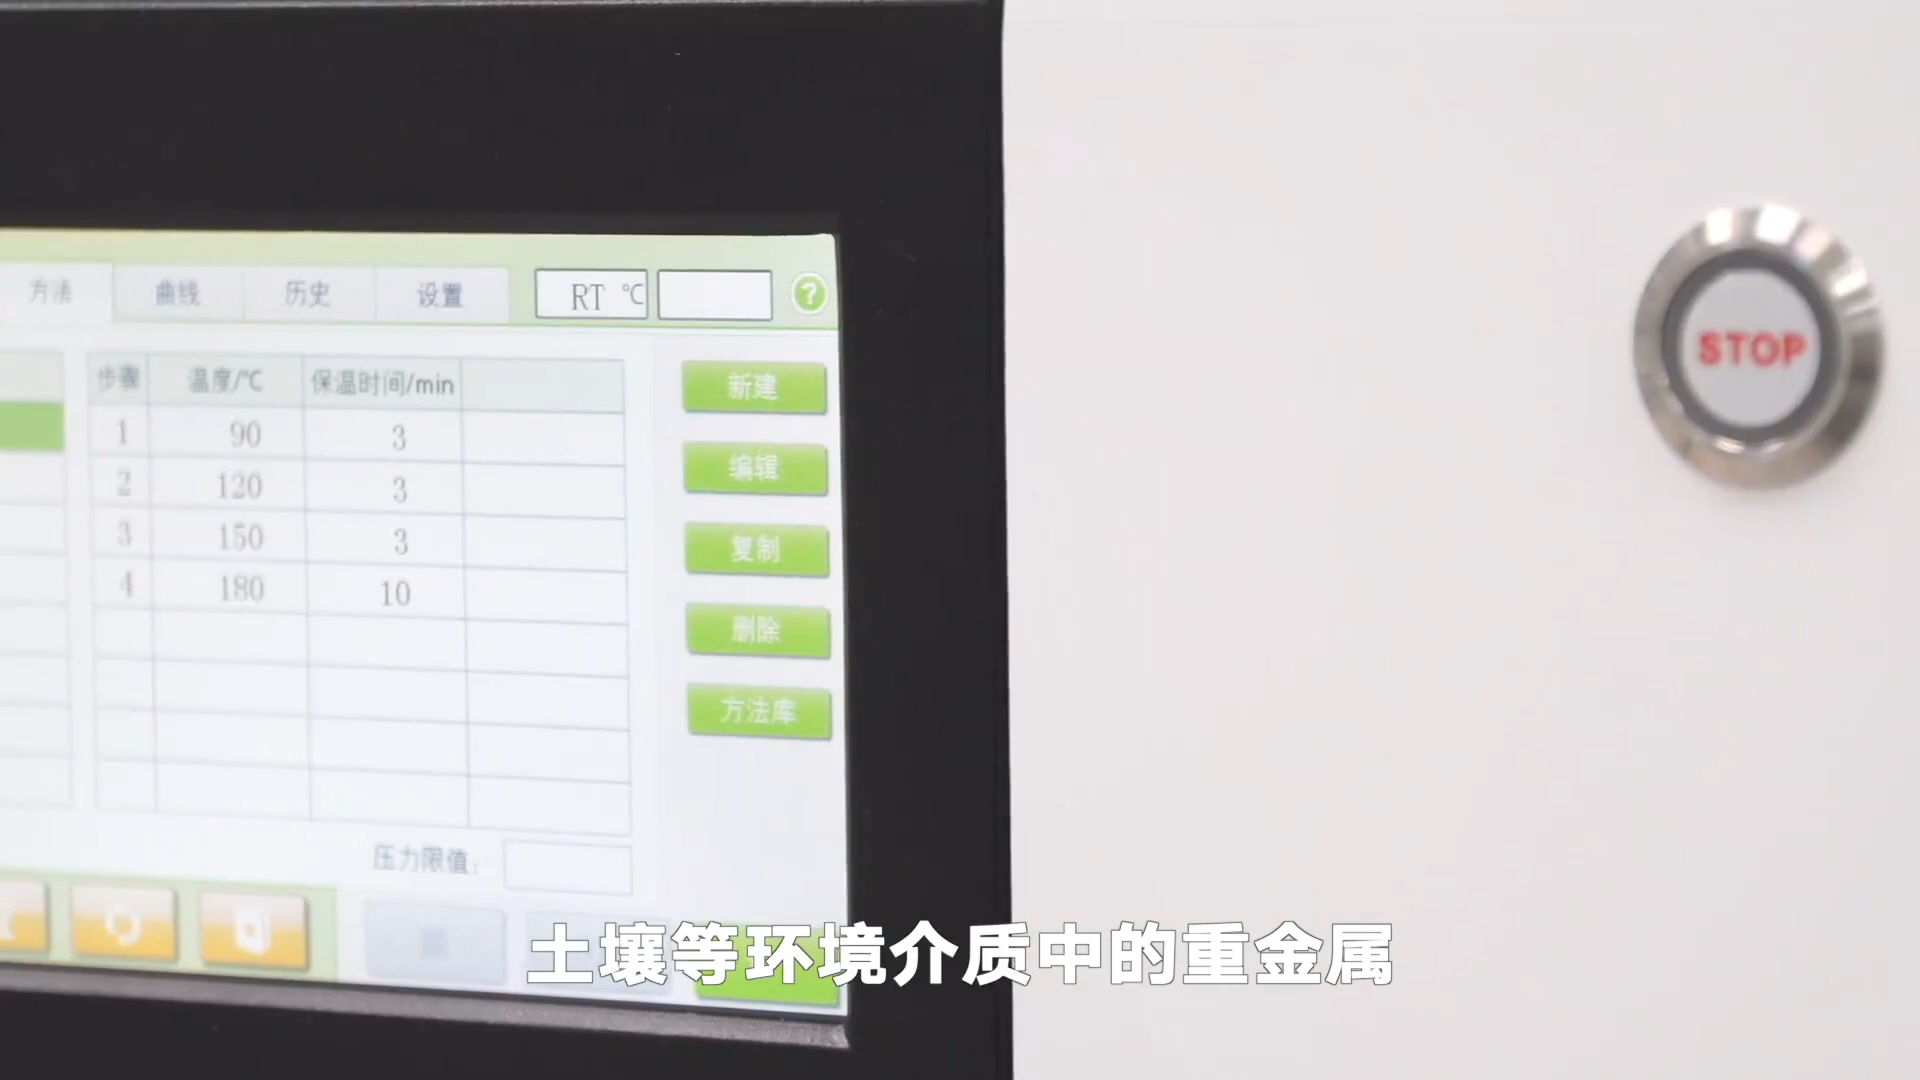 方法 曲线 历史 设置 RT ℃ ?
步骤 温度/℃ 保温时间/min
1 90 3
2 120 3
3 150 3
4 180 10
新建
编辑
复制
删除
方法库
压力限值:
STOP
土壤等环境介质中的重金属